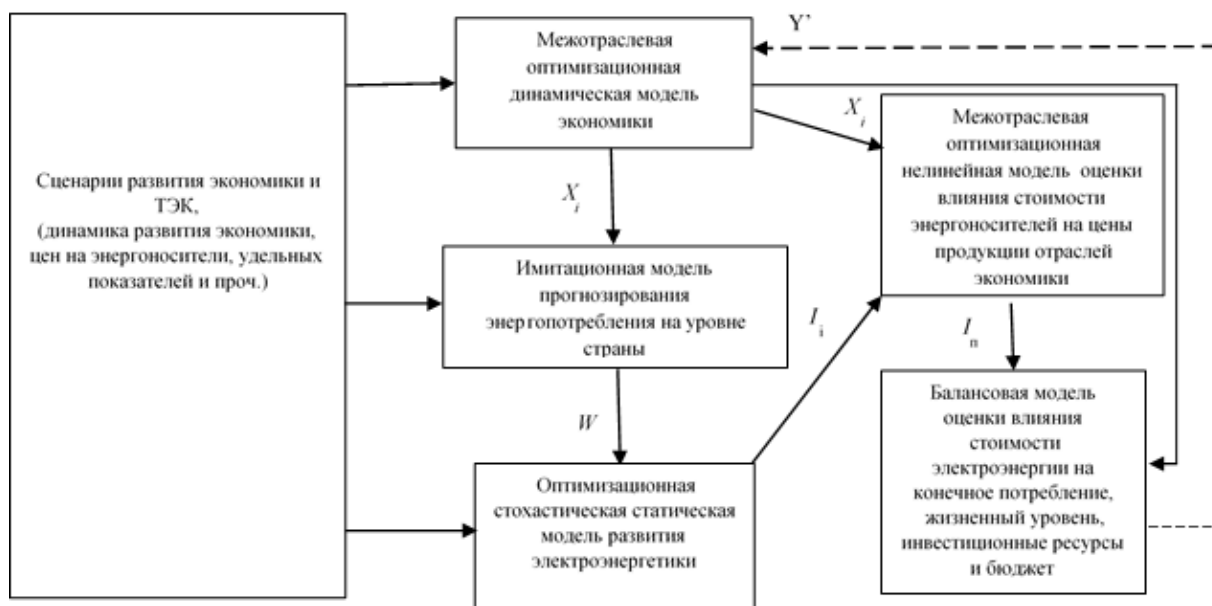 Сценарии развития экономики и
ТЭК,
(динамика развития экономики,
цен на энергоносители, удельных
показателей и проч.)
Межотраслевая
оптимизационная
динамическая модель
экономики
Y’
X i
X i
Межотраслевая
оптимизационная
нелинейная модель оценки
влияния стоимости
энергоносителей на цены
продукции отраслей
экономики
Имитационная модель
прогнозирования
энергопотребления на уровне
страны
I i
I п
W
Оптимизационная
стохастическая статическая
модель развития
электроэнергетики
Балансовая модель
оценки влияния
стоимости
электроэнергии на
конечное потребление,
жизненный уровень,
инвестиционные ресурсы
и бюджет